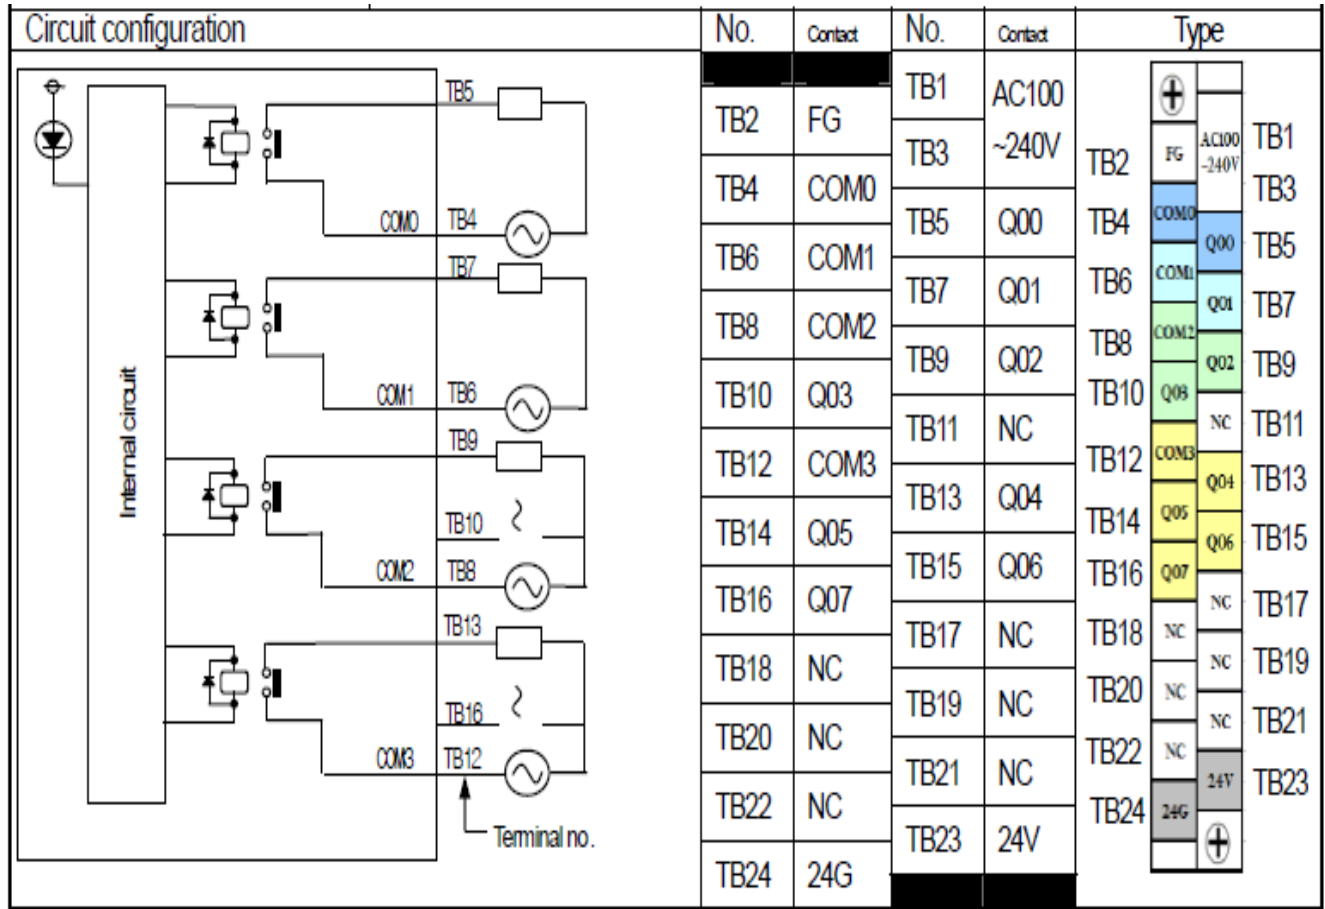 Circuit configuration
No. Contact No. Contact Type
TB5
COM0 TB4
TB7
COM1 TB6
TB9
TB10
COM2 TB8
TB13
TB16
COM3 TB12
Internal circuit
Terminal no.
TB2 FG
TB4 COM0
TB6 COM1
TB8 COM2
TB10 Q03
TB12 COM3
TB14 Q05
TB16 Q07
TB18 NC
TB20 NC
TB22 NC
TB24 24G
TB1 AC100
TB3 ~240V
TB5 Q00
TB7 Q01
TB9 Q02
TB11 NC
TB13 Q04
TB15 Q06
TB17 NC
TB19 NC
TB21 NC
TB23 24V
TB2 FG
TB4 COM0
TB6 COM1
TB8 COM2
TB10 Q03
TB12 COM3
TB14 Q05
TB16 Q07
TB18 NC
TB20 NC
TB22 NC
TB24 24G
AC100 TB1
~240V TB3
Q00 TB5
Q01 TB7
Q02 TB9
NC TB11
Q04 TB13
Q06 TB15
NC TB17
NC TB19
NC TB21
24V TB23